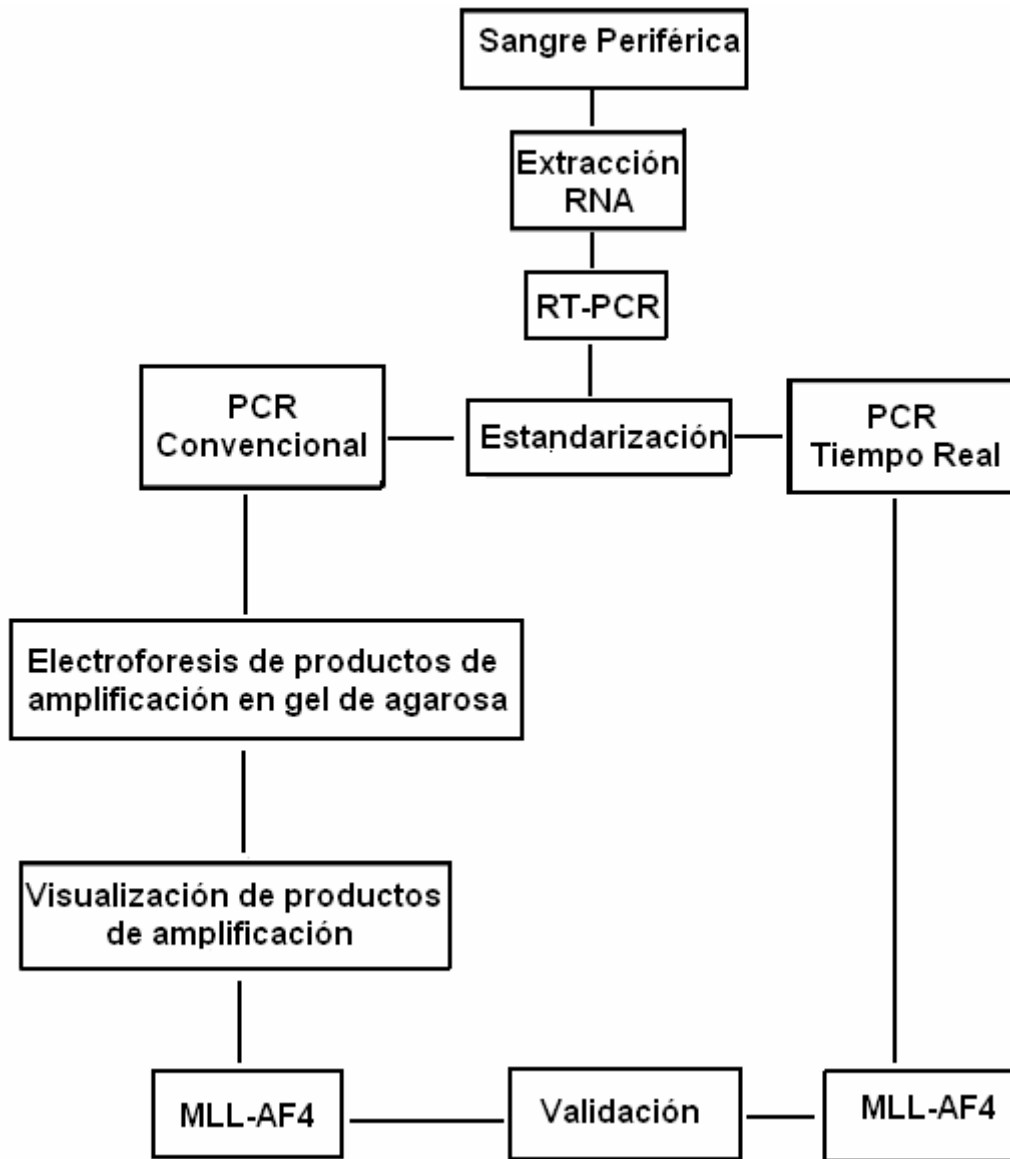 Sangre Periférica
Extracción
RNA
RT-PCR
PCR
Convencional
Estandarización
PCR
Tiempo Real
Electroforesis de productos de
amplificación en gel de agarosa
Visualización de productos
de amplificación
MLL-AF4
Validación
MLL-AF4